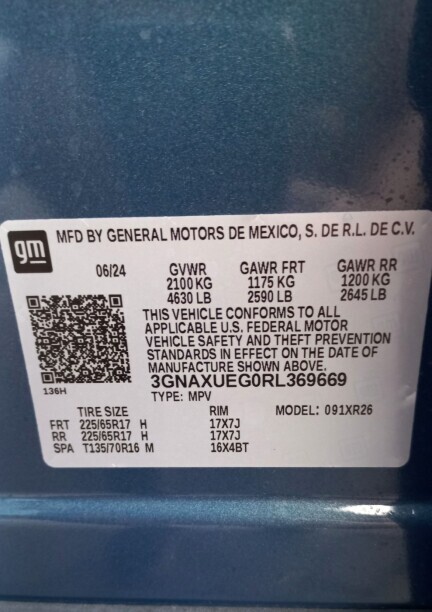 gm
MFD BY GENERAL MOTORS DE MEXICO, S. DE R.L. DE C.V.
06/24 GVWR GAWR FRT GAWR RR
2100 KG 1175 KG 1200 KG
4630 LB 2590 LB 2645 LB
THIS VEHICLE CONFORMS TO ALL
APPLICABLE U.S. FEDERAL MOTOR
VEHICLE SAFETY AND THEFT PREVENTION
STANDARDS IN EFFECT ON THE DATE OF
MANUFACTURE SHOWN ABOVE.
136H
3GNAXUEG0RL369669
TYPE: MPV
TIRE SIZE RIM MODEL: 091XR26
FRT 225/65R17 H 17X7J
RR 225/65R17 H 17X7J
SPA T135/70R16 M 16X4BT